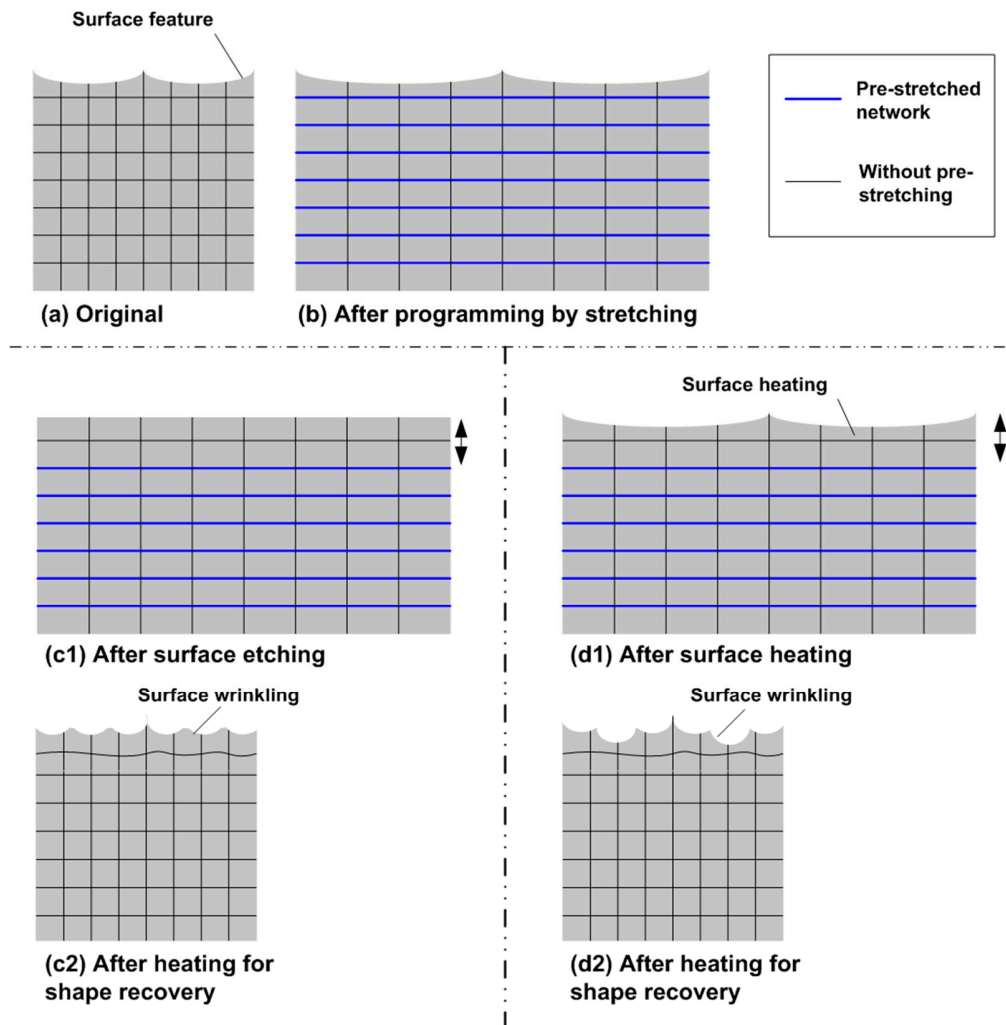 Surface feature
Pre-stretched
network
Without pre-
stretching
(a) Original
(b) After programming by stretching
Surface heating
(c1) After surface etching
(d1) After surface heating
Surface wrinkling
Surface wrinkling
(c2) After heating for
shape recovery
(d2) After heating for
shape recovery